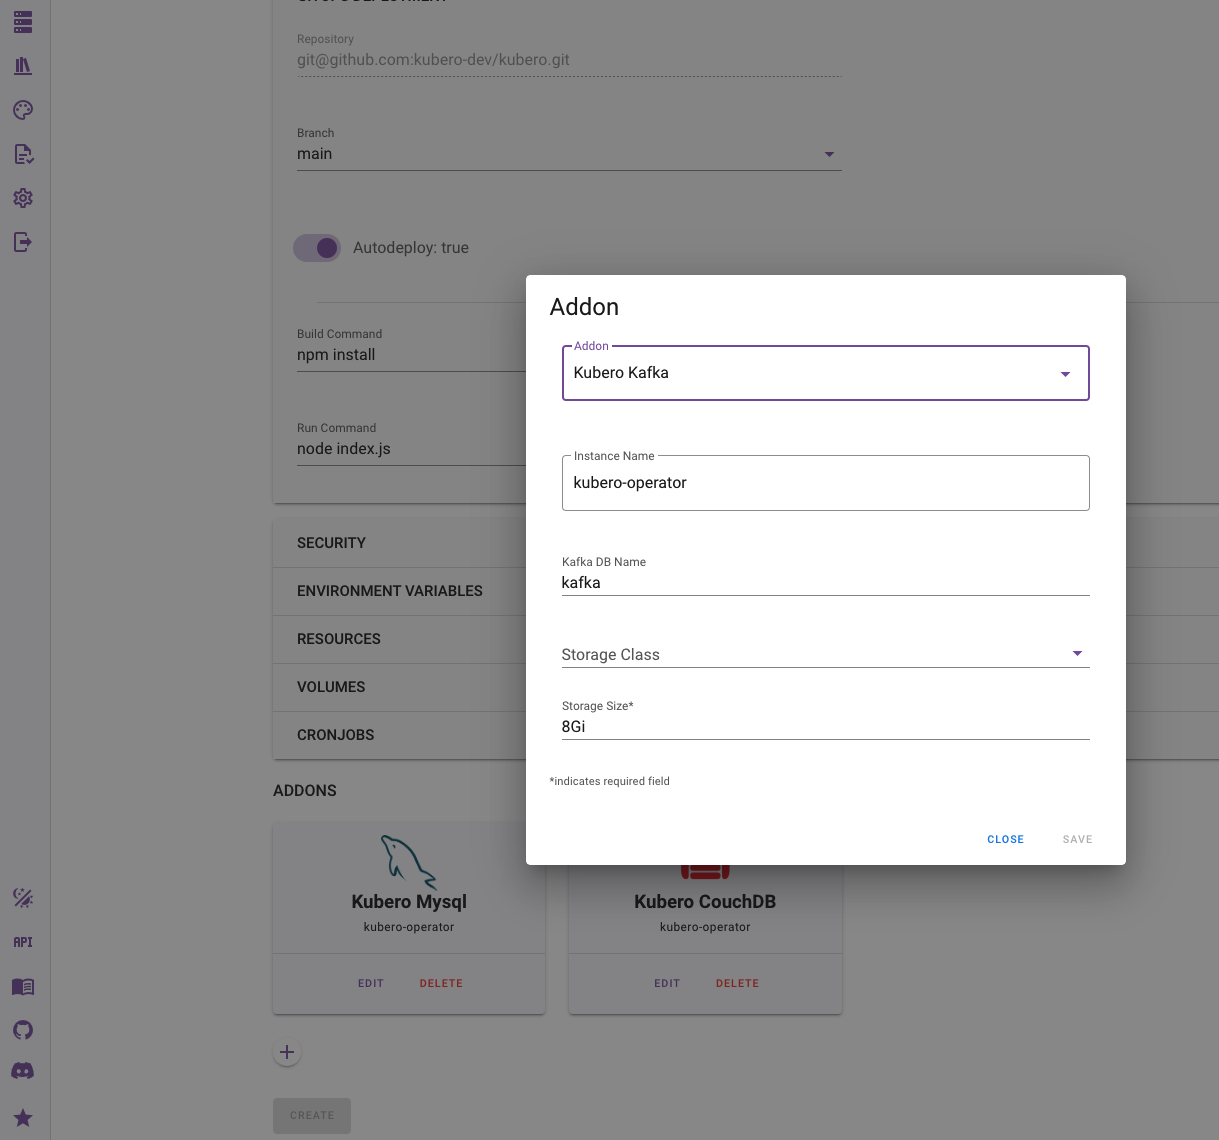 Repository
git@github.com:kubero-dev/kubero.git
Branch
main
Autodeploy: true
Build Command
npm install
Run Command
node index.js
SECURITY
ENVIRONMENT VARIABLES
RESOURCES
VOLUMES
CRONJOBS
ADDONS
Kubero Mysql
kubero-operator
EDIT DELETE
Kubero CouchDB
kubero-operator
EDIT DELETE
CREATE
API
Addon
Addon
Kubero Kafka
Instance Name
kubero-operator
Kafka DB Name
kafka
Storage Class
Storage Size*
8Gi
*indicates required field
CLOSE SAVE